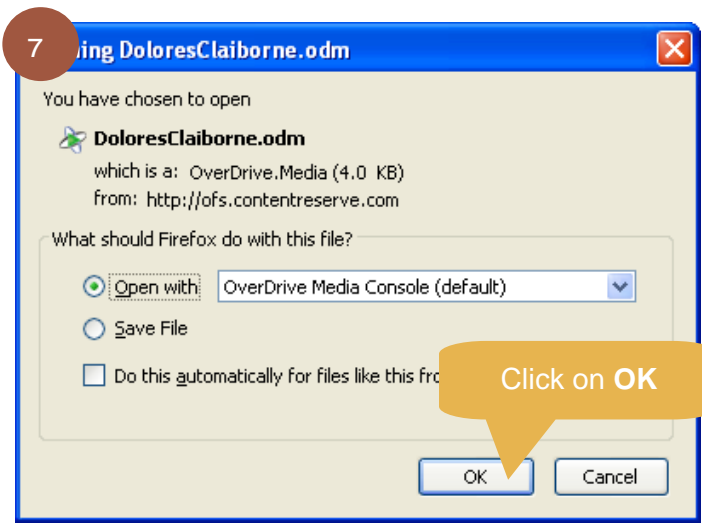 7
ing DoloresClaiborne.odm
You have chosen to open
DoloresClaiborne.odm
which is a: OverDrive.Media (4.0 KB)
from: http://ofs.contentreserve.com
What should Firefox do with this file?
Open with OverDrive Media Console (default)
Save File
Do this automatically for files like this
Click on OK
OK Cancel